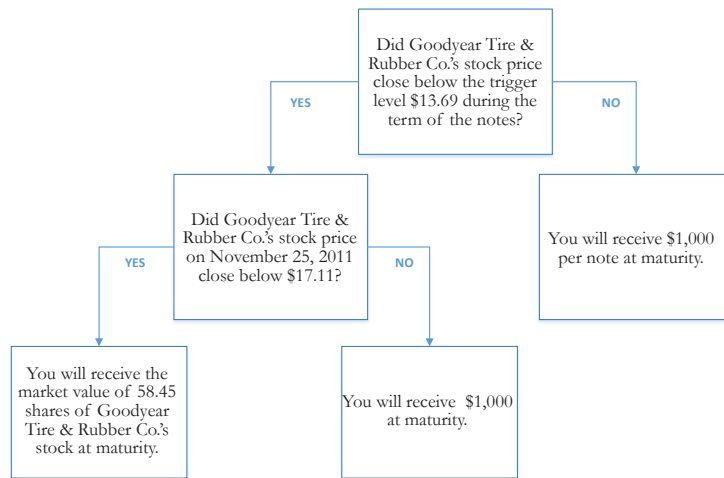 Did Goodyear Tire &
Rubber Co.'s stock price
close below the trigger
level $13.69 during the
term of the notes?
YES
NO
Did Goodyear Tire &
Rubber Co.'s stock price
on November 25, 2011
close below $17.11?
You will receive $1,000
per note at maturity.
YES
NO
You will receive the
market value of 58.45
shares of Goodyear
Tire & Rubber Co.'s
stock at maturity.
You will receive $1,000
at maturity.